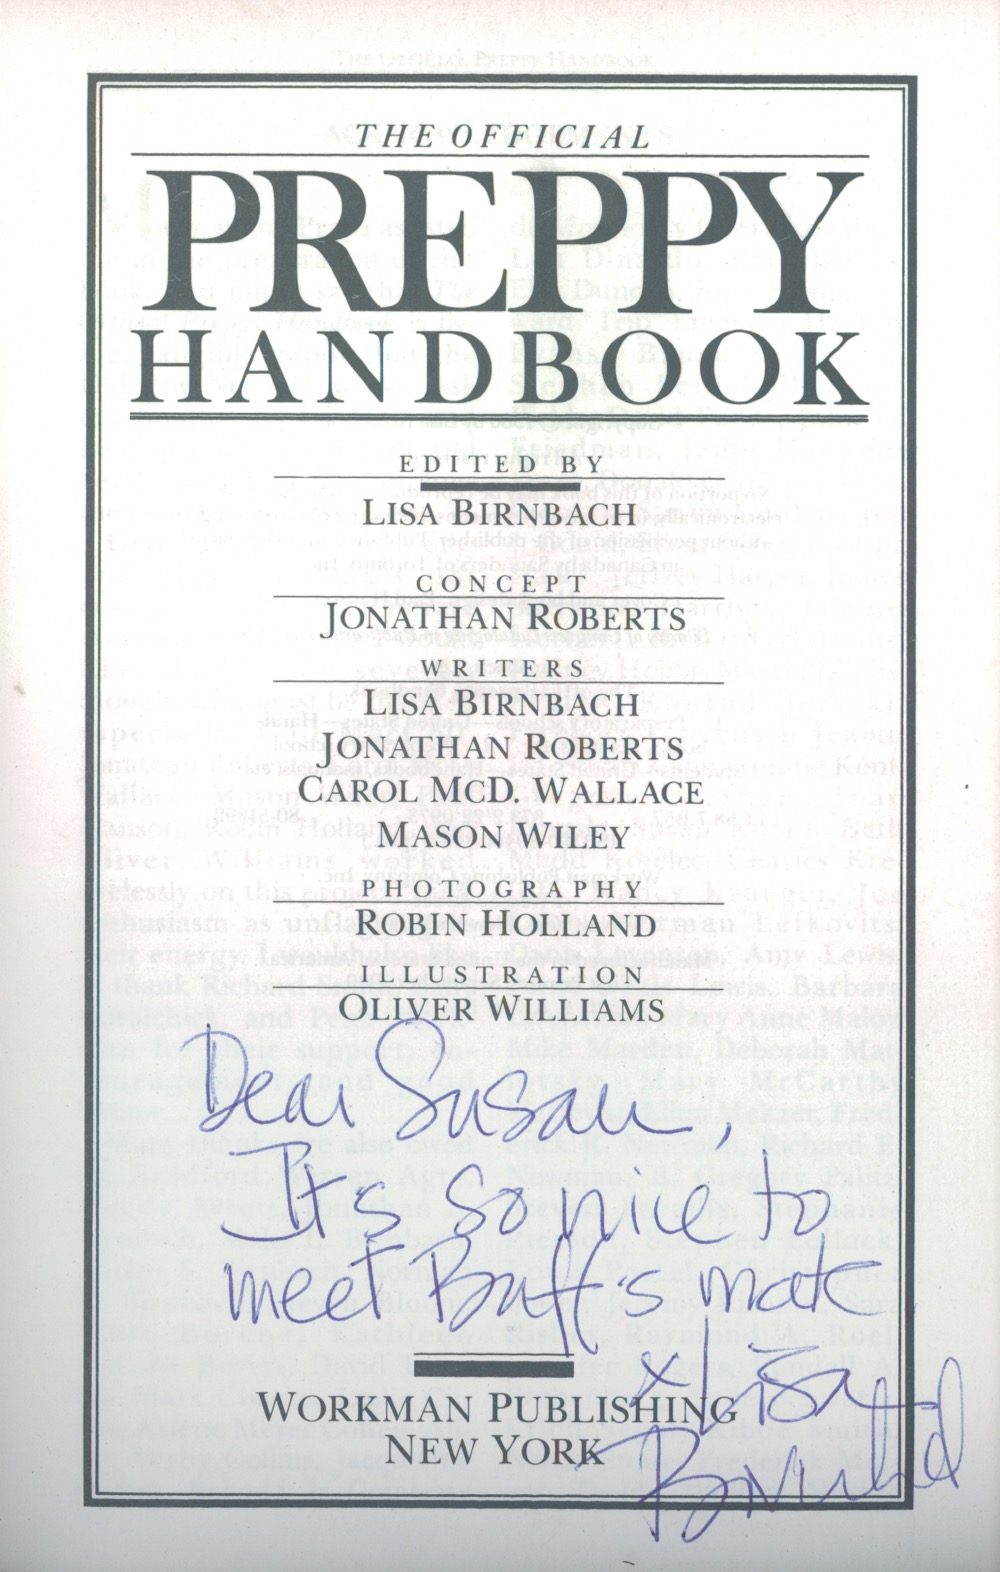 THE OFFICIAL
PREPPY
HANDBOOK
EDITED BY
LISA BIRNBACH
CONCEPT
JONATHAN ROBERTS
WRITERS
LISA BIRNBACH
JONATHAN ROBERTS
CAROL MCD. WALLACE
MASON WILEY
PHOTOGRAPHY
ROBIN HOLLAND
ILLUSTRATION
OLIVER WILLIAMS
Dear Susan,
It's so nice to
meet Buff's mate
x Lisa
Birnbach
WORKMAN PUBLISHING
NEW YORK